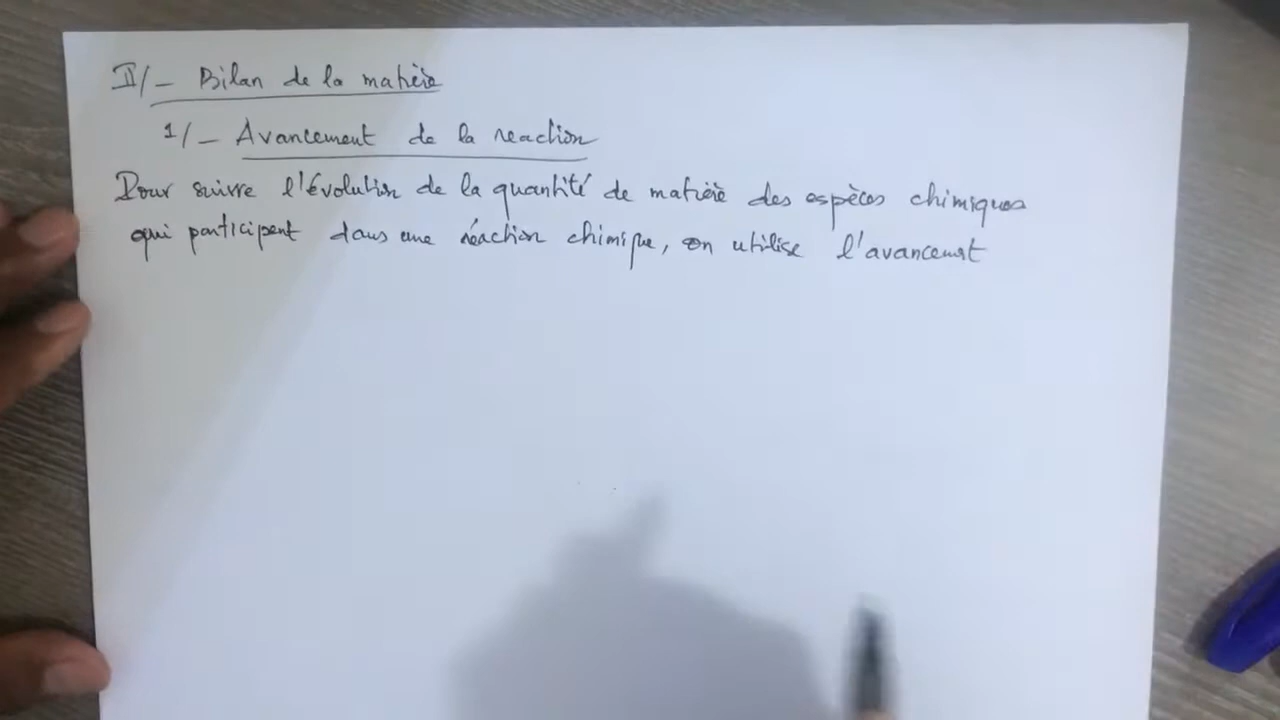 II/- Bilan de la matière
1/- Avancement de la reaction
Pour suivre l'évolution de la quantité de matière des espèces chimiques
qui participent dans une réaction chimique, on utilise l'avancement